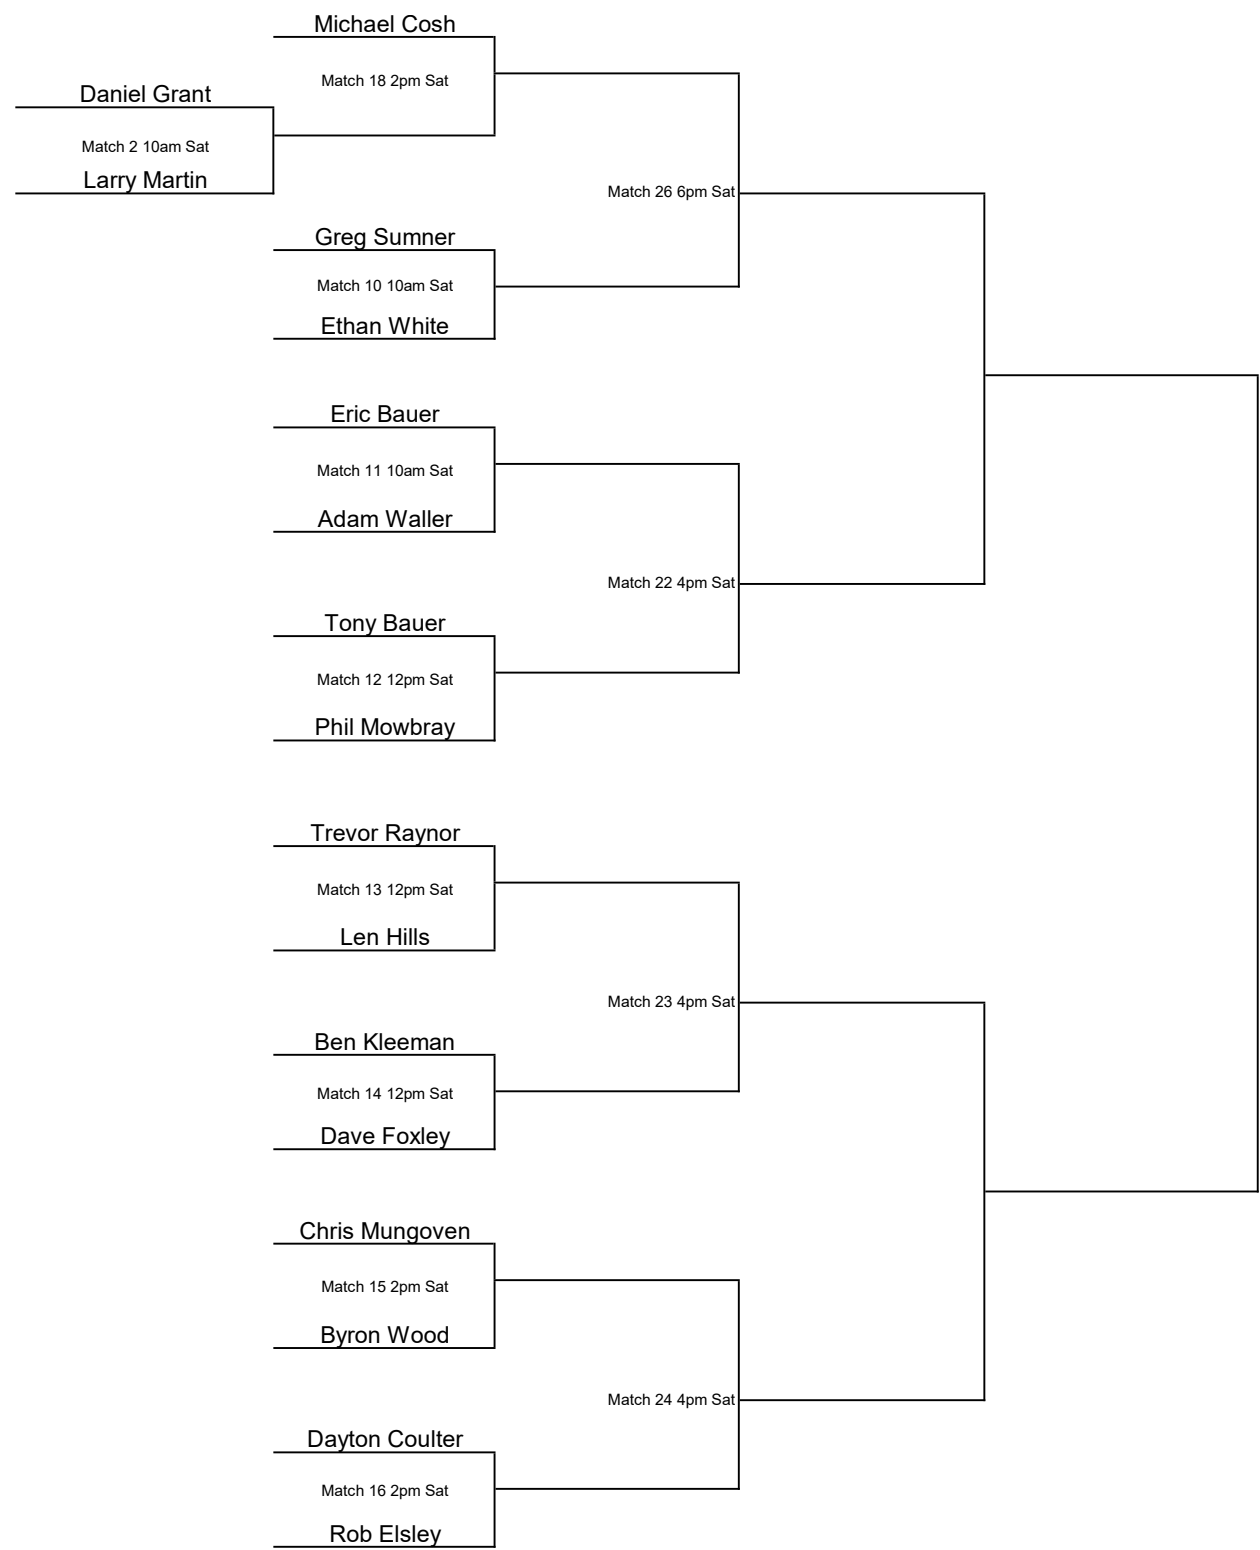 Michael Cosh
Match 18 2pm Sat
Daniel Grant
Match 2 10am Sat
Larry Martin
Match 26 6pm Sat
Greg Sumner
Match 10 10am Sat
Ethan White
Eric Bauer
Match 11 10am Sat
Adam Waller
Match 22 4pm Sat
Tony Bauer
Match 12 12pm Sat
Phil Mowbray
Trevor Raynor
Match 13 12pm Sat
Len Hills
Match 23 4pm Sat
Ben Kleeman
Match 14 12pm Sat
Dave Foxley
Chris Mungoven
Match 15 2pm Sat
Byron Wood
Match 24 4pm Sat
Dayton Coulter
Match 16 2pm Sat
Rob Elsley